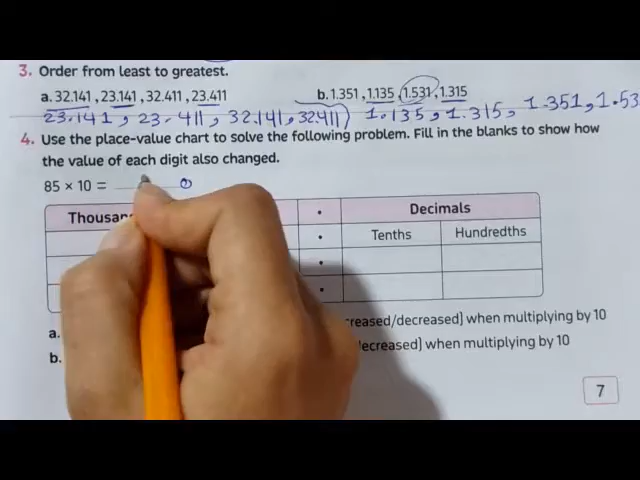 3. Order from least to greatest.
a. 32.141 , 23.141 , 32.411 , 23.411 b. 1.351 , 1.135 , 1.531 , 1.315
23.141 , 23.411 , 32.141 , 32.411 1.135 , 1.315 , 1.351 , 1.53
4. Use the place-value chart to solve the following problem. Fill in the blanks to show how
the value of each digit also changed.
85 × 10 = 0
. Decimals
. Tenths Hundredths
.
.
a. creased/decreased] when multiplying by 10
b. decreased] when multiplying by 10
7